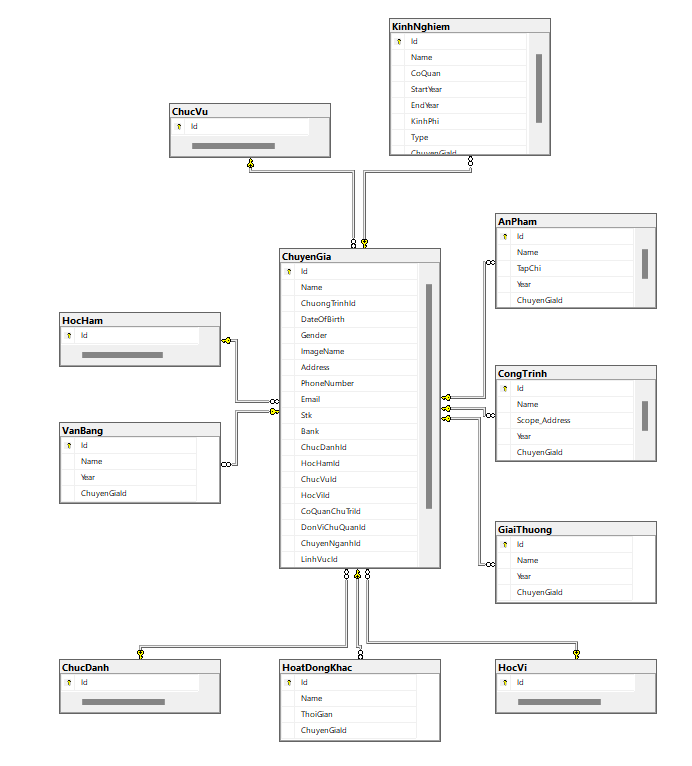 KinhNghiem
Id
Name
CoQuan
StartYear
EndYear
KinhPhi
Type
ChuyenGiaId
ChucVu
Id
AnPham
Id
Name
TapChi
Year
ChuyenGiaId
ChuyenGia
Id
Name
ChuongTrinhId
DateOfBirth
Gender
ImageName
Address
PhoneNumber
Email
Stk
Bank
ChucDanhId
HocHamId
ChucVuId
HocViId
CoQuanChuTriId
DonViChuQuanId
ChuyenNganhId
LinhVucId
HocHam
Id
VanBang
Id
Name
Year
ChuyenGiaId
CongTrinh
Id
Name
Scope_Address
Year
ChuyenGiaId
GiaiThuong
Id
Name
Year
ChuyenGiaId
ChucDanh
Id
HoatDongKhac
Id
Name
ThoiGian
ChuyenGiaId
HocVi
Id